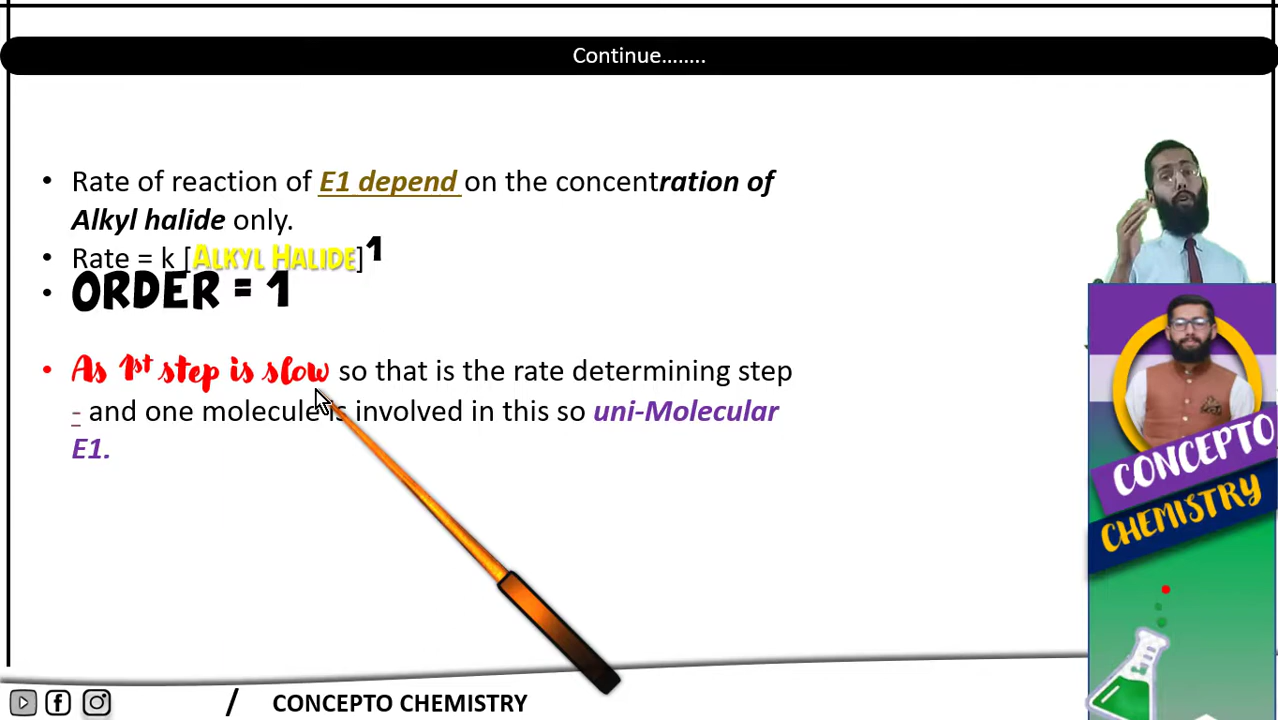 Continue........
• Rate of reaction of E1 depend on the concentration of
Alkyl halide only.
• Rate = k [Alkyl Halide]¹
• ORDER = 1
• As 1st step is slow so that is the rate determining step
- and one molecule is involved in this so uni-Molecular
E1.
CONCEPTO
CHEMISTRY
/ CONCEPTO CHEMISTRY